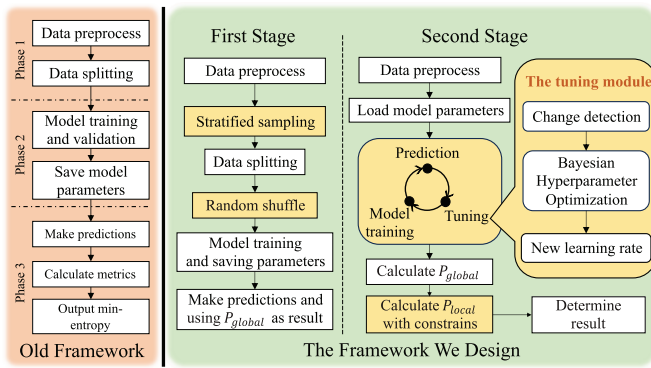 Phase 1
Data preprocess
Data splitting
Phase 2
Model training
and validation
Save model
parameters
Phase 3
Make predictions
Calculate metrics
Output min-
entropy
Old Framework
First Stage
Data preprocess
Stratified sampling
Data splitting
Random shuffle
Model training
and saving parameters
Make predictions and
using P_global as result
Second Stage
Data preprocess
Load model parameters
Prediction
Model
training
Tuning
Calculate P_global
Calculate P_local
with constrains
Determine
result
The tuning module
Change detection
Bayesian
Hyperparameter
Optimization
New learning rate
The Framework We Design